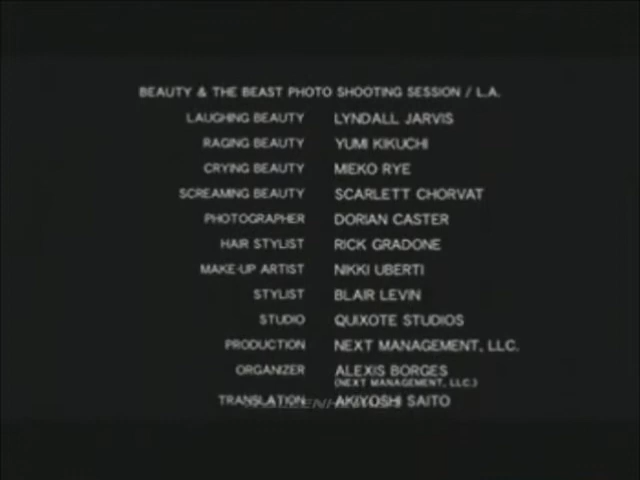 BEAUTY & THE BEAST PHOTO SHOOTING SESSION / L.A.
LAUGHING BEAUTY LYNDALL JARVIS
RAGING BEAUTY YUMI KIKUCHI
CRYING BEAUTY MIEKO RYE
SCREAMING BEAUTY SCARLETT CHORVAT
PHOTOGRAPHER DORIAN CASTER
HAIR STYLIST RICK GRADONE
MAKE-UP ARTIST NIKKI UBERTI
STYLIST BLAIR LEVIN
STUDIO QUIXOTE STUDIOS
PRODUCTION NEXT MANAGEMENT, LLC.
ORGANIZER ALEXIS BORGES
(NEXT MANAGEMENT, LLC.)
TRANSLATION AKIYOSHI SAITO